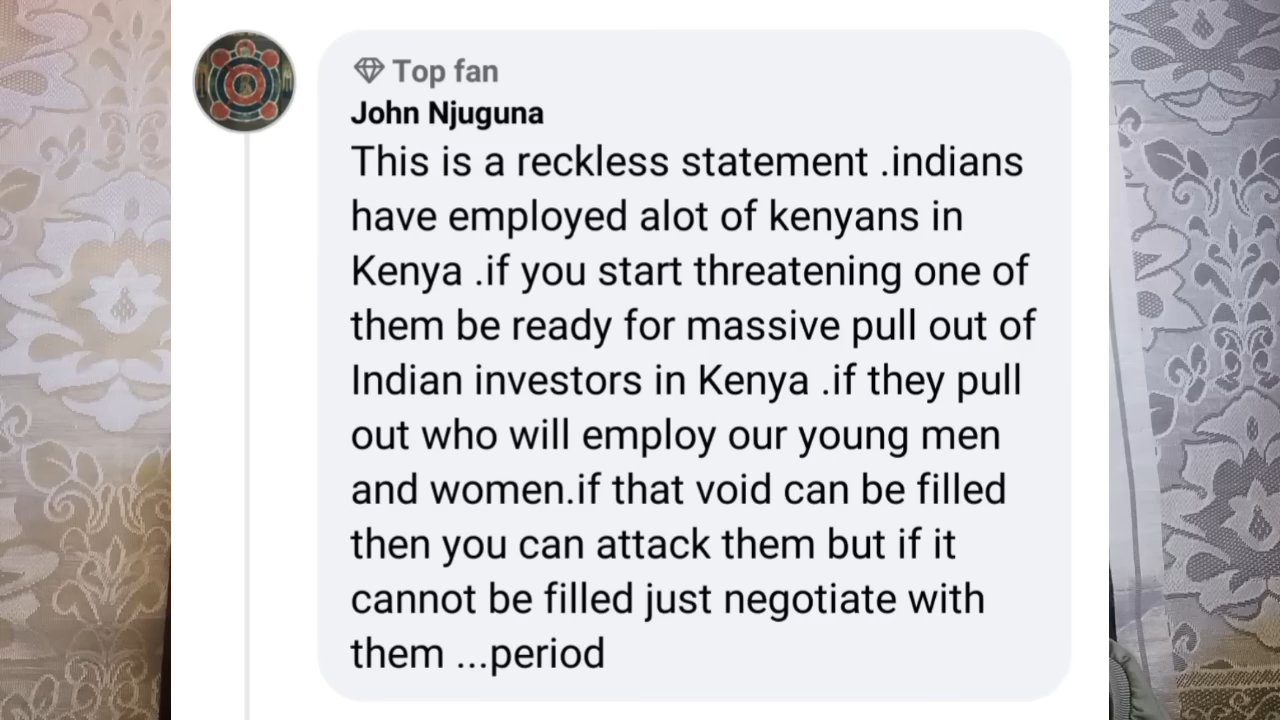 Top fan
John Njuguna
This is a reckless statement .indians
have employed alot of kenyans in
Kenya .if you start threatening one of
them be ready for massive pull out of
Indian investors in Kenya .if they pull
out who will employ our young men
and women.if that void can be filled
then you can attack them but if it
cannot be filled just negotiate with
them ...period